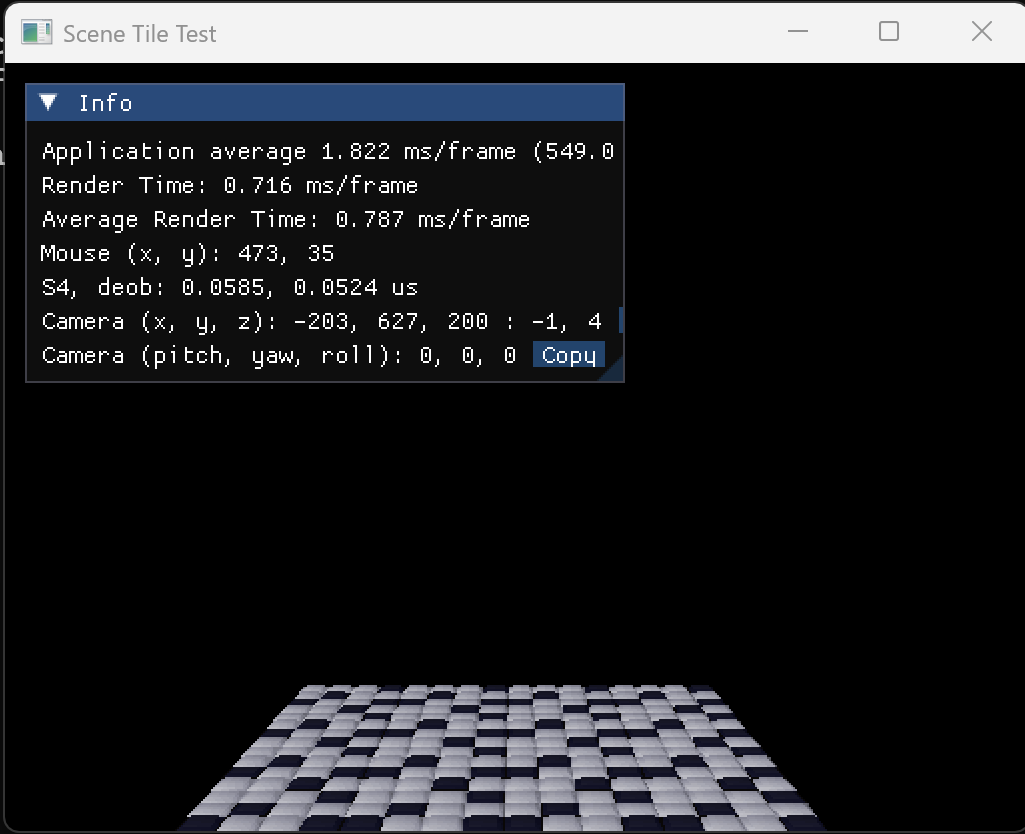 Scene Tile Test
Info
Application average 1.822 ms/frame (549.0
Render Time: 0.716 ms/frame
Average Render Time: 0.787 ms/frame
Mouse (x, y): 473, 35
S4, deob: 0.0585, 0.0524 us
Camera (x, y, z): -203, 627, 200 : -1, 4
Camera (pitch, yaw, roll): 0, 0, 0 Copy